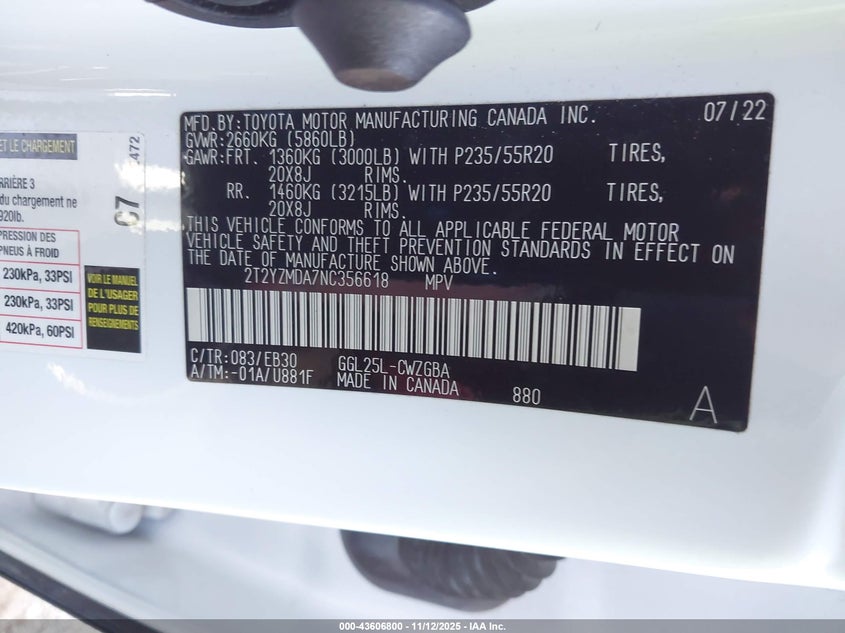 ET LE CHARGEMENT
RRIÈRE 3
du chargement ne
920lb.
C7
472
PRESSION DES
PNEUS À FROID
230kPa, 33PSI
230kPa, 33PSI
420kPa, 60PSI
VOIR LE MANUEL
DE L'USAGER
POUR PLUS DE
RENSEIGNEMENTS
MFD.BY:TOYOTA MOTOR MANUFACTURING CANADA INC. 07/22
GVWR:2660KG (5860LB)
GAWR:FRT. 1360KG (3000LB) WITH P235/55R20 TIRES,
20X8J RIMS.
RR. 1460KG (3215LB) WITH P235/55R20 TIRES,
20X8J RIMS.
THIS VEHICLE CONFORMS TO ALL APPLICABLE FEDERAL MOTOR
VEHICLE SAFETY AND THEFT PREVENTION STANDARDS IN EFFECT ON
THE DATE OF MANUFACTURE SHOWN ABOVE.
2T2YZMDA7NC356618 MPV
C/TR:083/EB30 GGL25L-CWZGBA
A/TM:-01A/U881F MADE IN CANADA 880 A
000-43606800 - 11/12/2025 - IAA Inc.